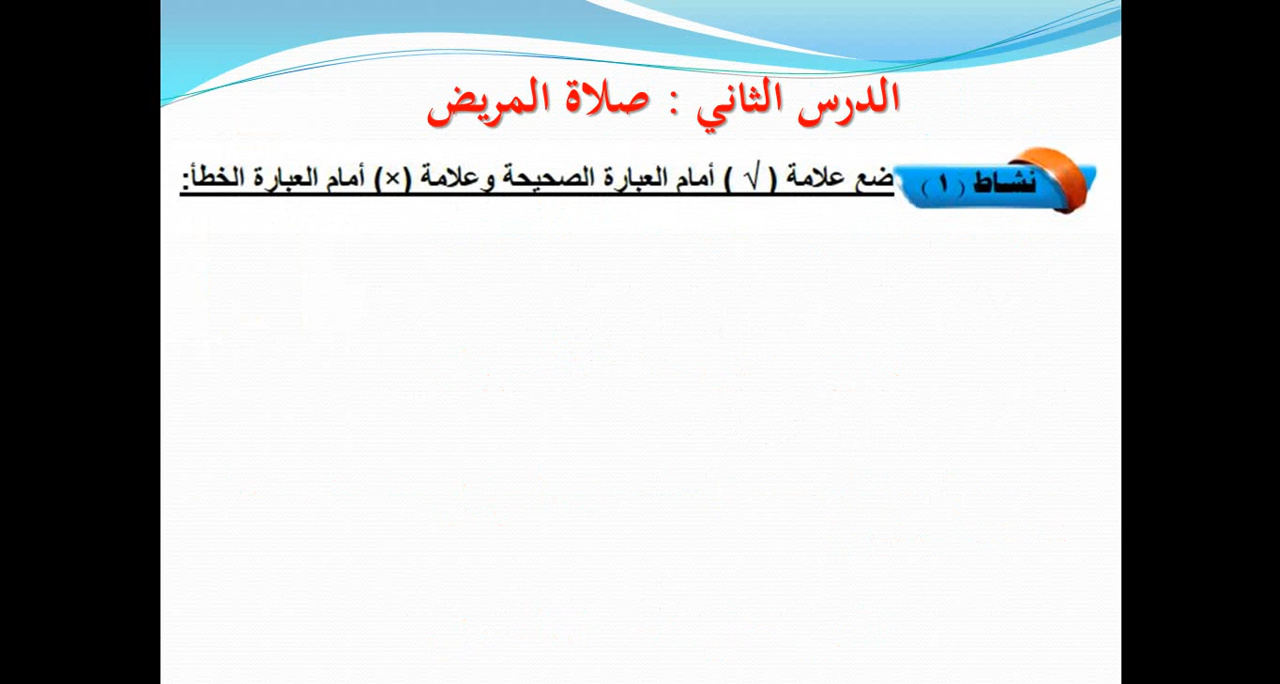 الدرس الثاني : صلاة المريض
نشاط ( ١ ) ضع علامة ( √ ) أمام العبارة الصحيحة وعلامة (×) أمام العبارة الخطأ: